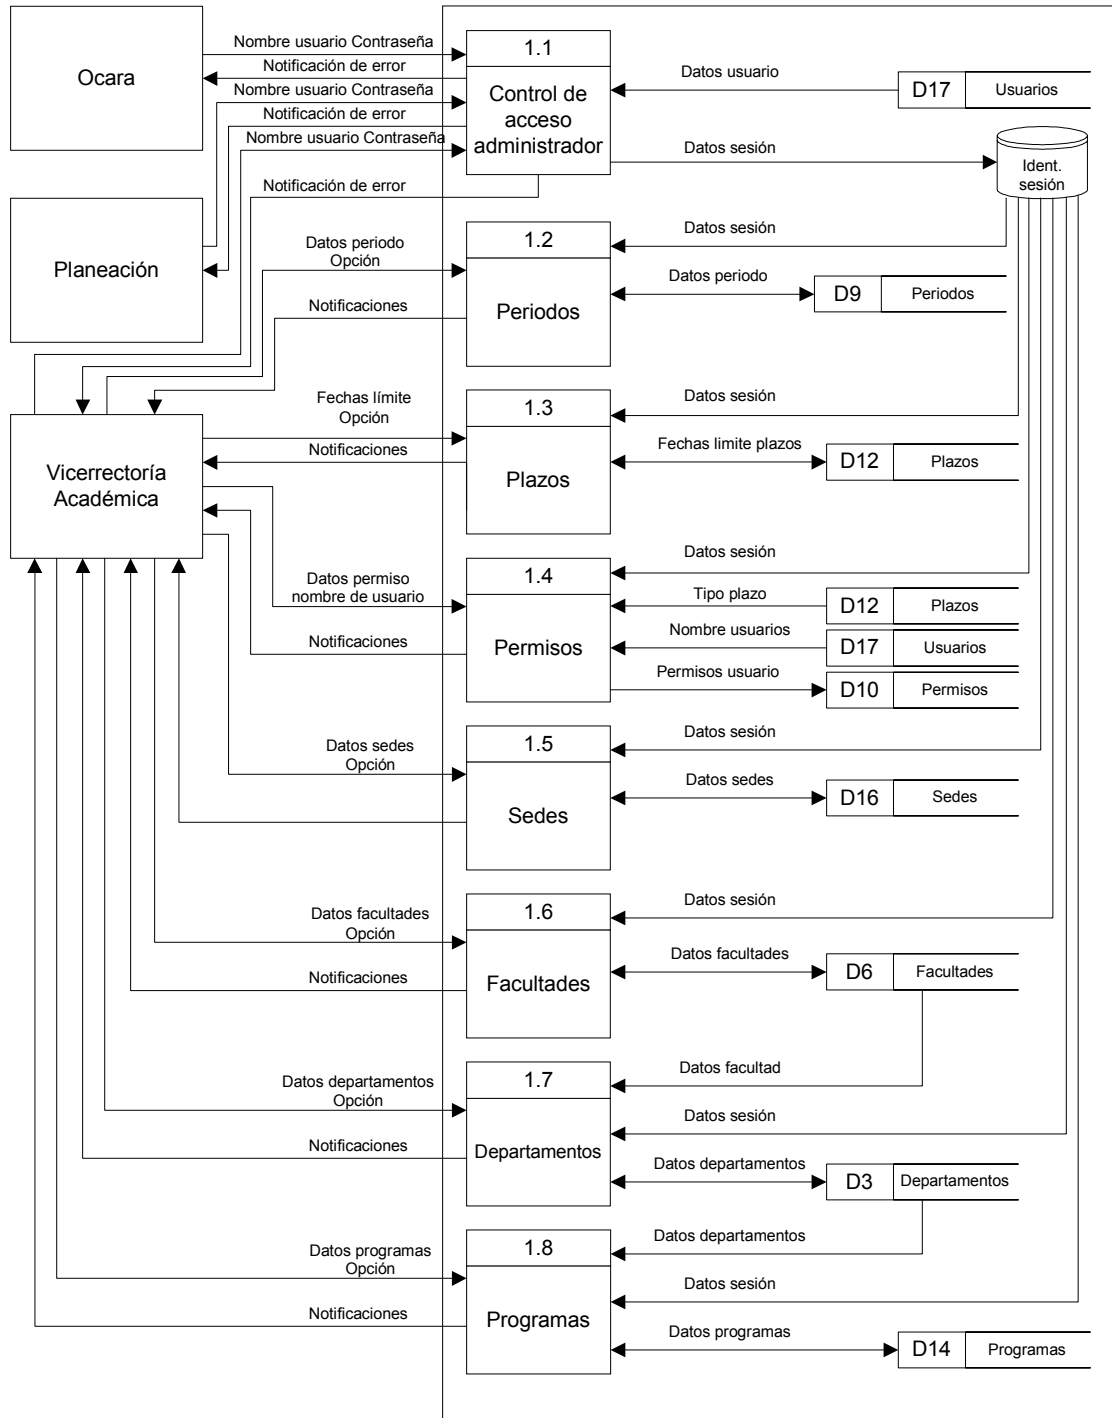 Ocara
Nombre usuario Contraseña
Notificación de error
Nombre usuario Contraseña
Notificación de error
Nombre usuario Contraseña
Notificación de error
1.1
Control de
acceso
administrador
Datos usuario
D17
Usuarios
Datos sesión
Ident.
sesión
Planeación
Datos periodo
Opción
Notificaciones
1.2
Periodos
Datos sesión
Datos periodo
D9
Periodos
Vicerrectoría
Académica
Fechas límite
Opción
Notificaciones
1.3
Plazos
Datos sesión
Fechas limite plazos
D12
Plazos
Datos permiso
nombre de usuario
Notificaciones
1.4
Permisos
Datos sesión
Tipo plazo
D12
Plazos
Nombre usuarios
D17
Usuarios
Permisos usuario
D10
Permisos
Datos sedes
Opción
1.5
Sedes
Datos sesión
Datos sedes
D16
Sedes
Datos facultades
Opción
Notificaciones
1.6
Facultades
Datos sesión
Datos facultades
D6
Facultades
Datos departamentos
Opción
Notificaciones
1.7
Departamentos
Datos facultad
Datos sesión
Datos departamentos
D3
Departamentos
Datos programas
Opción
Notificaciones
1.8
Programas
Datos departamentos
Datos sesión
Datos programas
D14
Programas